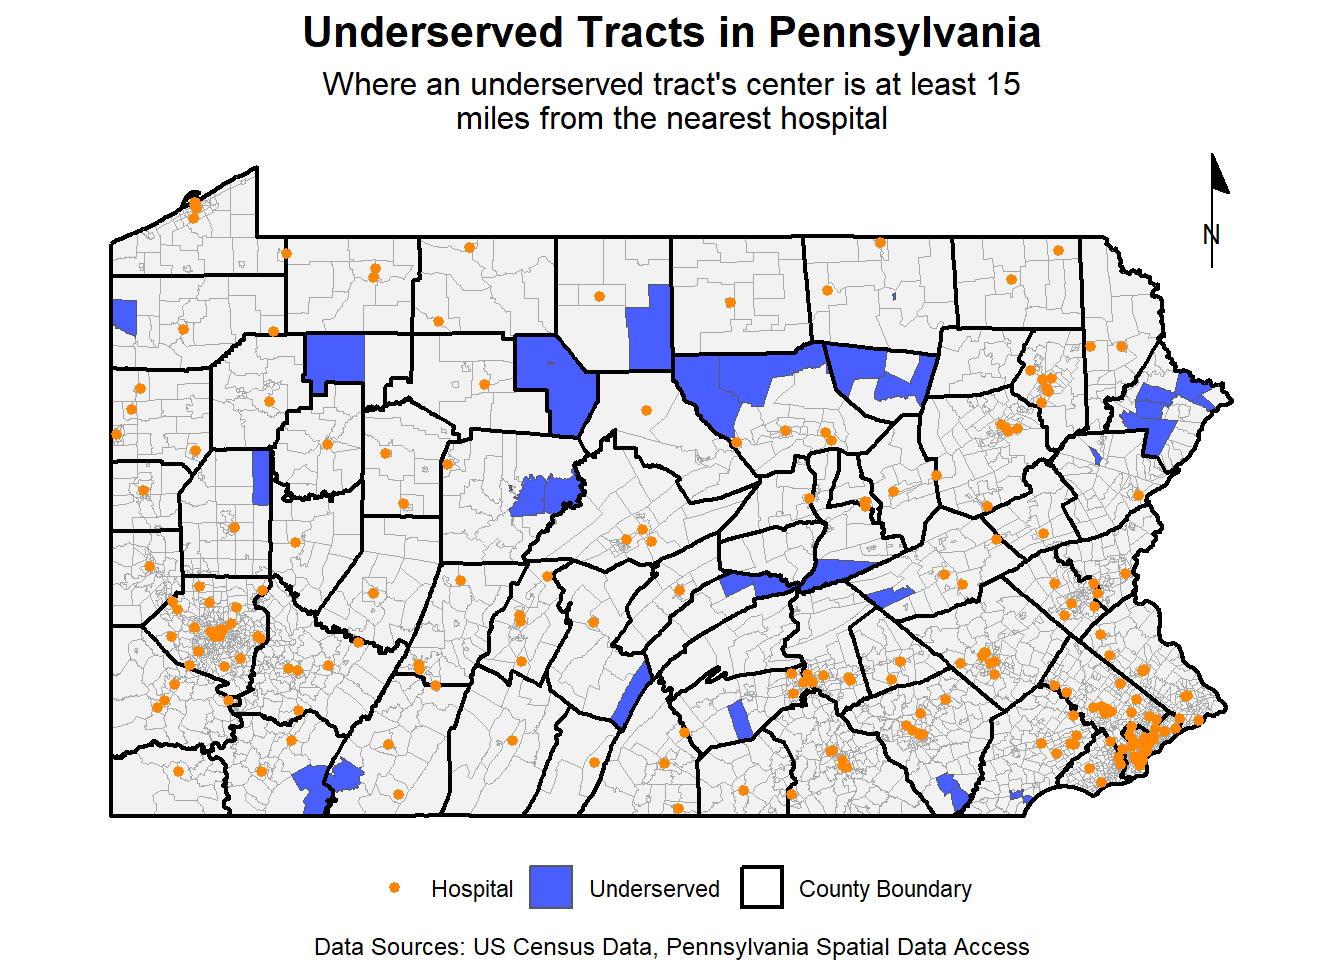 Underserved Tracts in Pennsylvania
Where an underserved tract's center is at least 15
miles from the nearest hospital
N
Hospital
Underserved
County Boundary
Data Sources: US Census Data, Pennsylvania Spatial Data Access